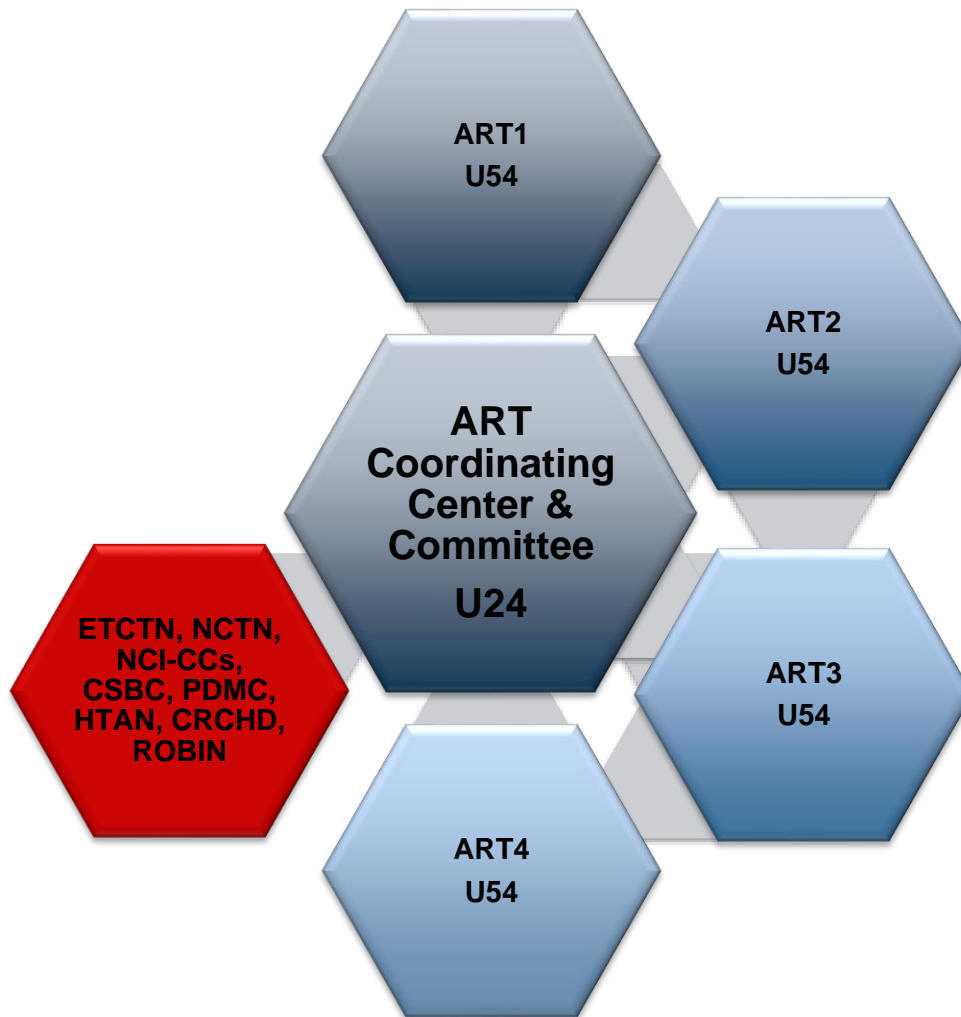 ART1
U54
ART2
U54
ART
Coordinating
Center &
Committee
U24
ETCTN, NCTN,
NCI-CCs,
CSBC, PDMC,
HTAN, CRCHD,
ROBIN
ART3
U54
ART4
U54